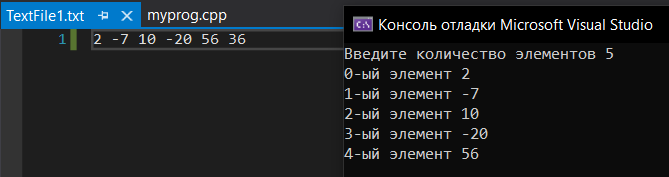 TextFile1.txt
myprog.cpp
1
2 -7 10 -20 56 36
Консоль отладки Microsoft Visual Studio
Введите количество элементов 5
0-ый элемент 2
1-ый элемент -7
2-ый элемент 10
3-ый элемент -20
4-ый элемент 56